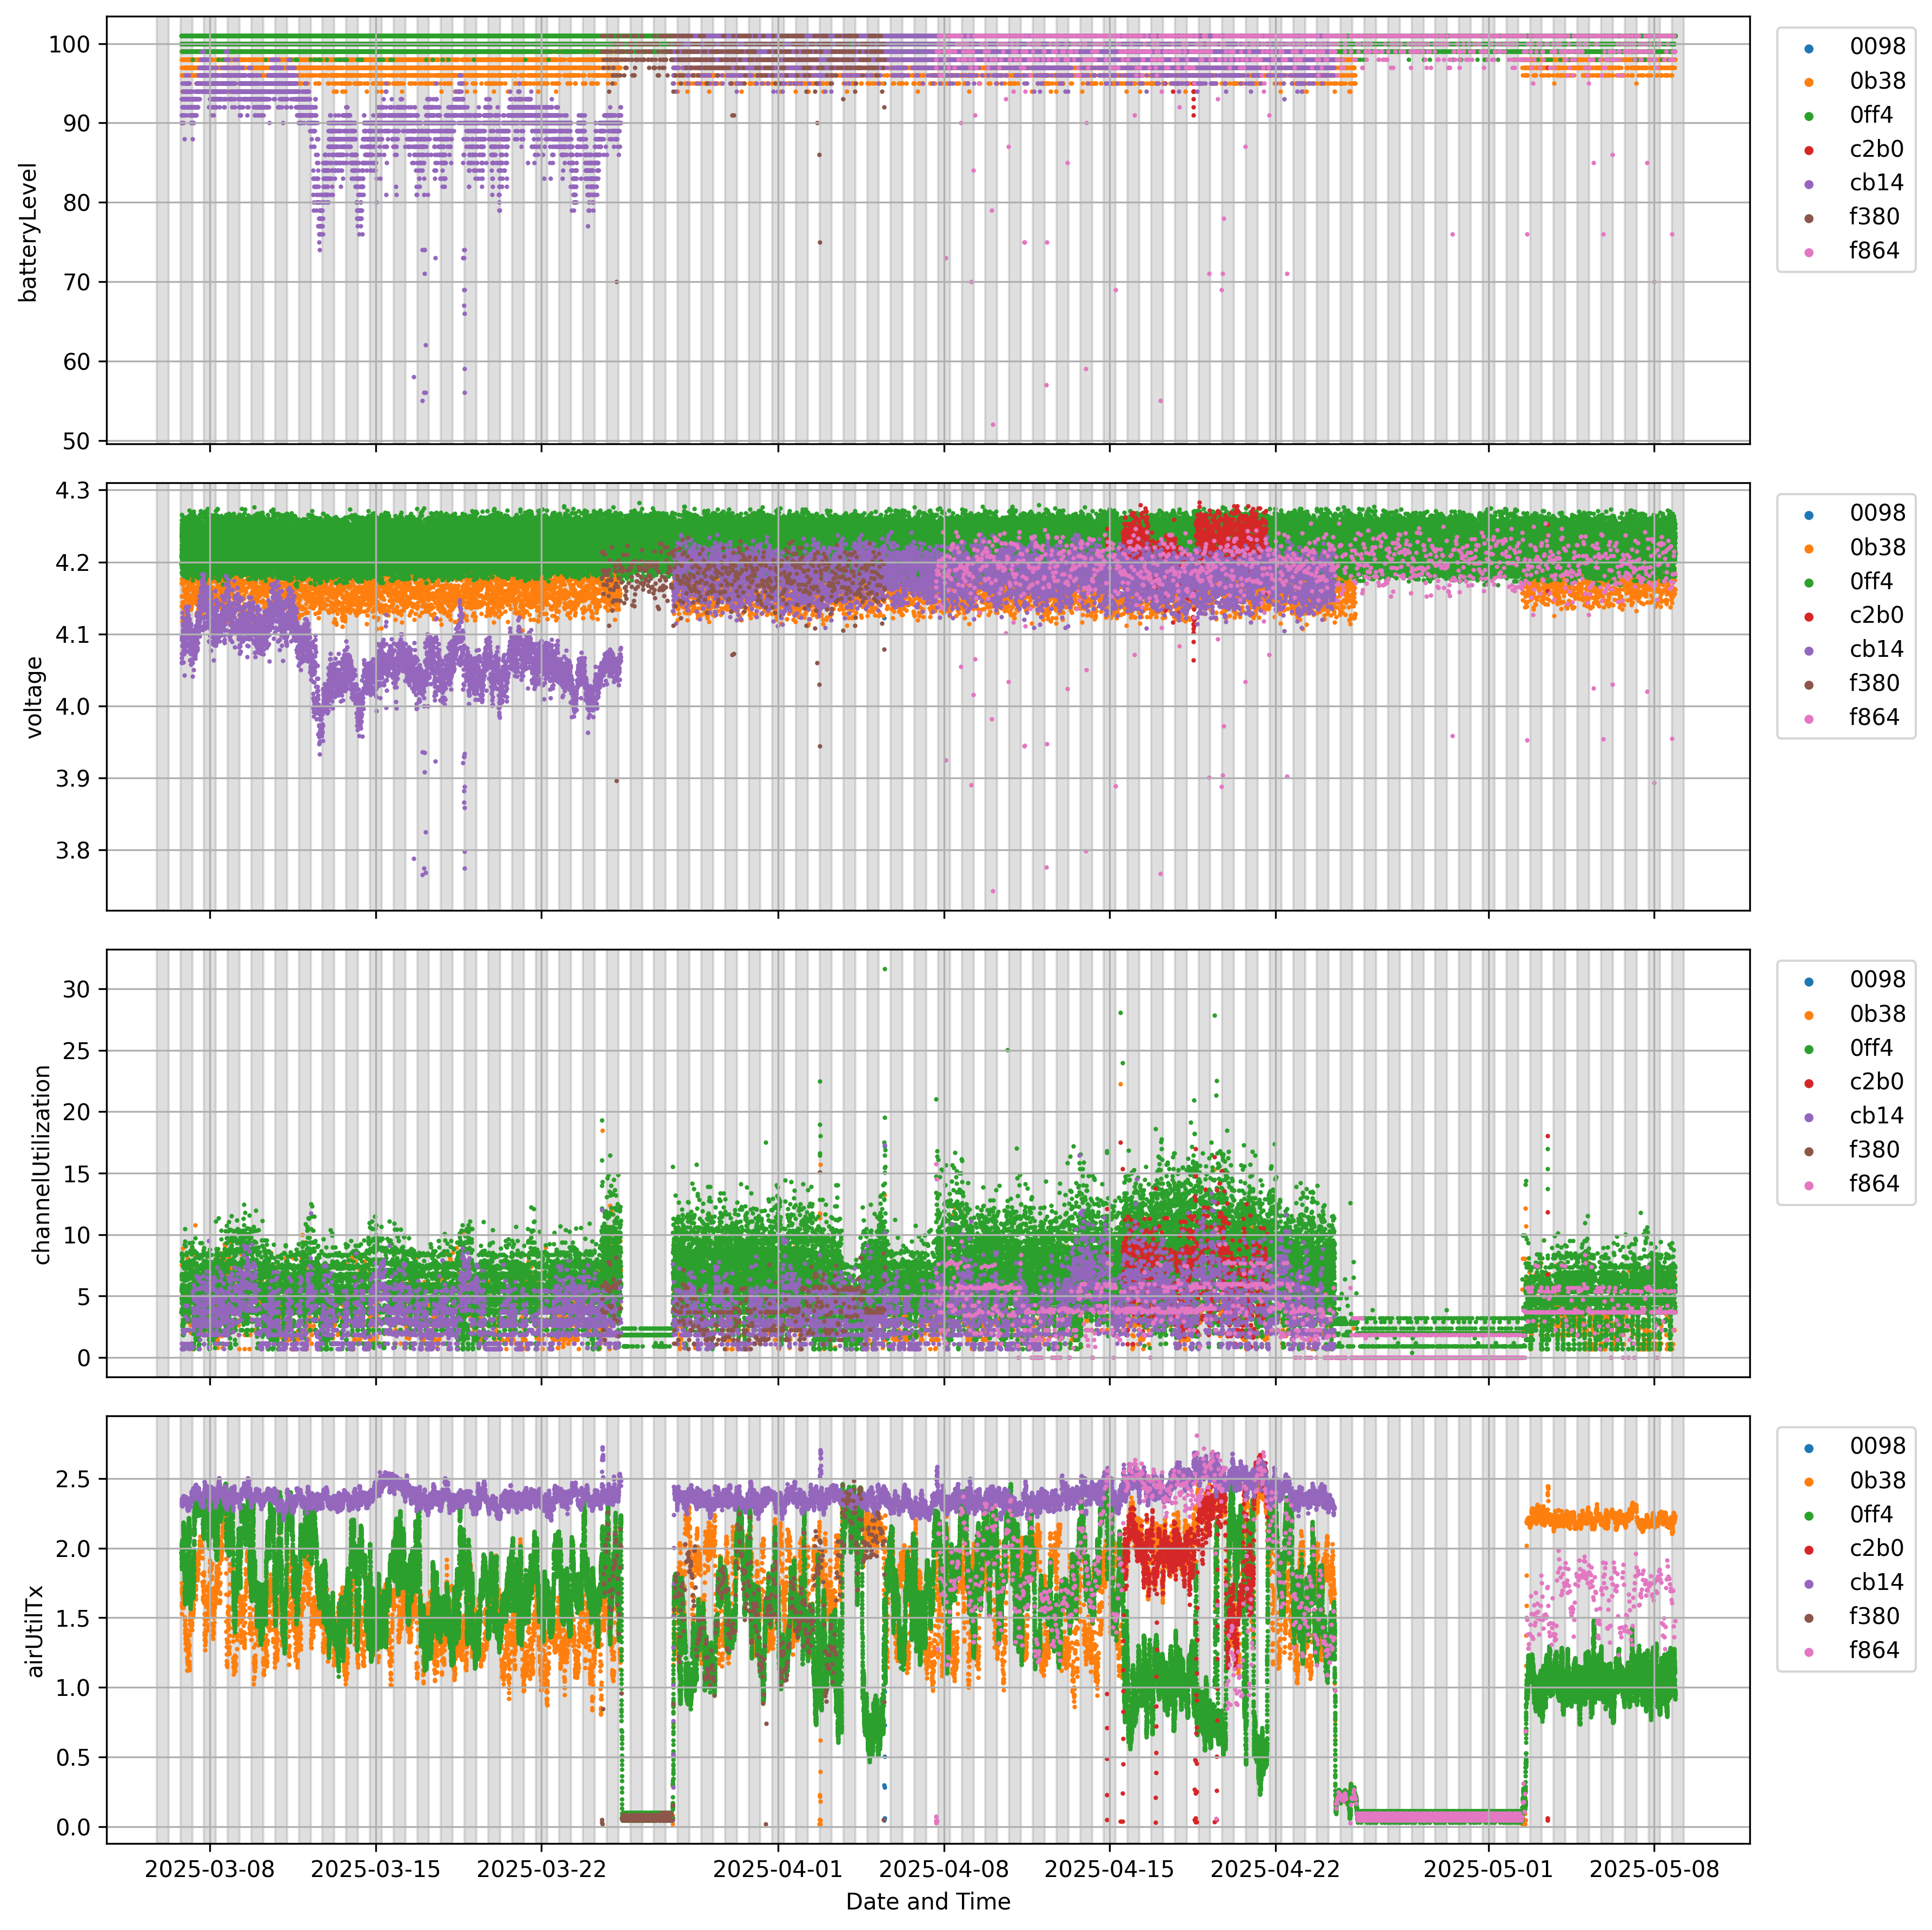 batteryLevel
100
90
80
70
60
50
0098
0b38
0ff4
c2b0
cb14
f380
f864
voltage
4.3
4.2
4.1
4.0
3.9
3.8
0098
0b38
0ff4
c2b0
cb14
f380
f864
channelUtilization
30
25
20
15
10
5
0
0098
0b38
0ff4
c2b0
cb14
f380
f864
airUtilTx
2.5
2.0
1.5
1.0
0.5
0.0
0098
0b38
0ff4
c2b0
cb14
f380
f864
2025-03-08 2025-03-15 2025-03-22 2025-04-01 2025-04-08 2025-04-15 2025-04-22 2025-05-01 2025-05-08
Date and Time